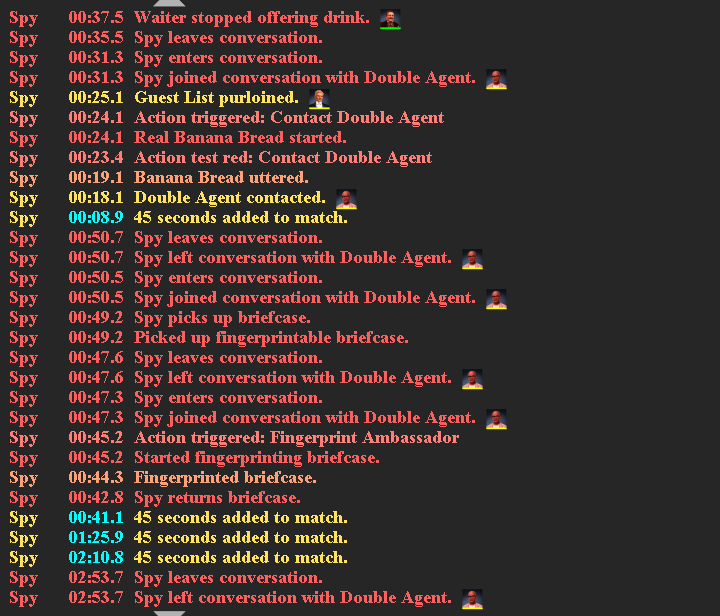 Spy 00:37.5 Waiter stopped offering drink.
Spy 00:35.5 Spy leaves conversation.
Spy 00:31.3 Spy enters conversation.
Spy 00:31.3 Spy joined conversation with Double Agent.
Spy 00:25.1 Guest List purloined.
Spy 00:24.1 Action triggered: Contact Double Agent
Spy 00:24.1 Real Banana Bread started.
Spy 00:23.4 Action test red: Contact Double Agent
Spy 00:19.1 Banana Bread uttered.
Spy 00:18.1 Double Agent contacted.
Spy 00:08.9 45 seconds added to match.
Spy 00:50.7 Spy leaves conversation.
Spy 00:50.7 Spy left conversation with Double Agent.
Spy 00:50.5 Spy enters conversation.
Spy 00:50.5 Spy joined conversation with Double Agent.
Spy 00:49.2 Spy picks up briefcase.
Spy 00:49.2 Picked up fingerprintable briefcase.
Spy 00:47.6 Spy leaves conversation.
Spy 00:47.6 Spy left conversation with Double Agent.
Spy 00:47.3 Spy enters conversation.
Spy 00:47.3 Spy joined conversation with Double Agent.
Spy 00:45.2 Action triggered: Fingerprint Ambassador
Spy 00:45.2 Started fingerprinting briefcase.
Spy 00:44.3 Fingerprinted briefcase.
Spy 00:42.8 Spy returns briefcase.
Spy 00:41.1 45 seconds added to match.
Spy 01:25.9 45 seconds added to match.
Spy 02:10.8 45 seconds added to match.
Spy 02:53.7 Spy leaves conversation.
Spy 02:53.7 Spy left conversation with Double Agent.